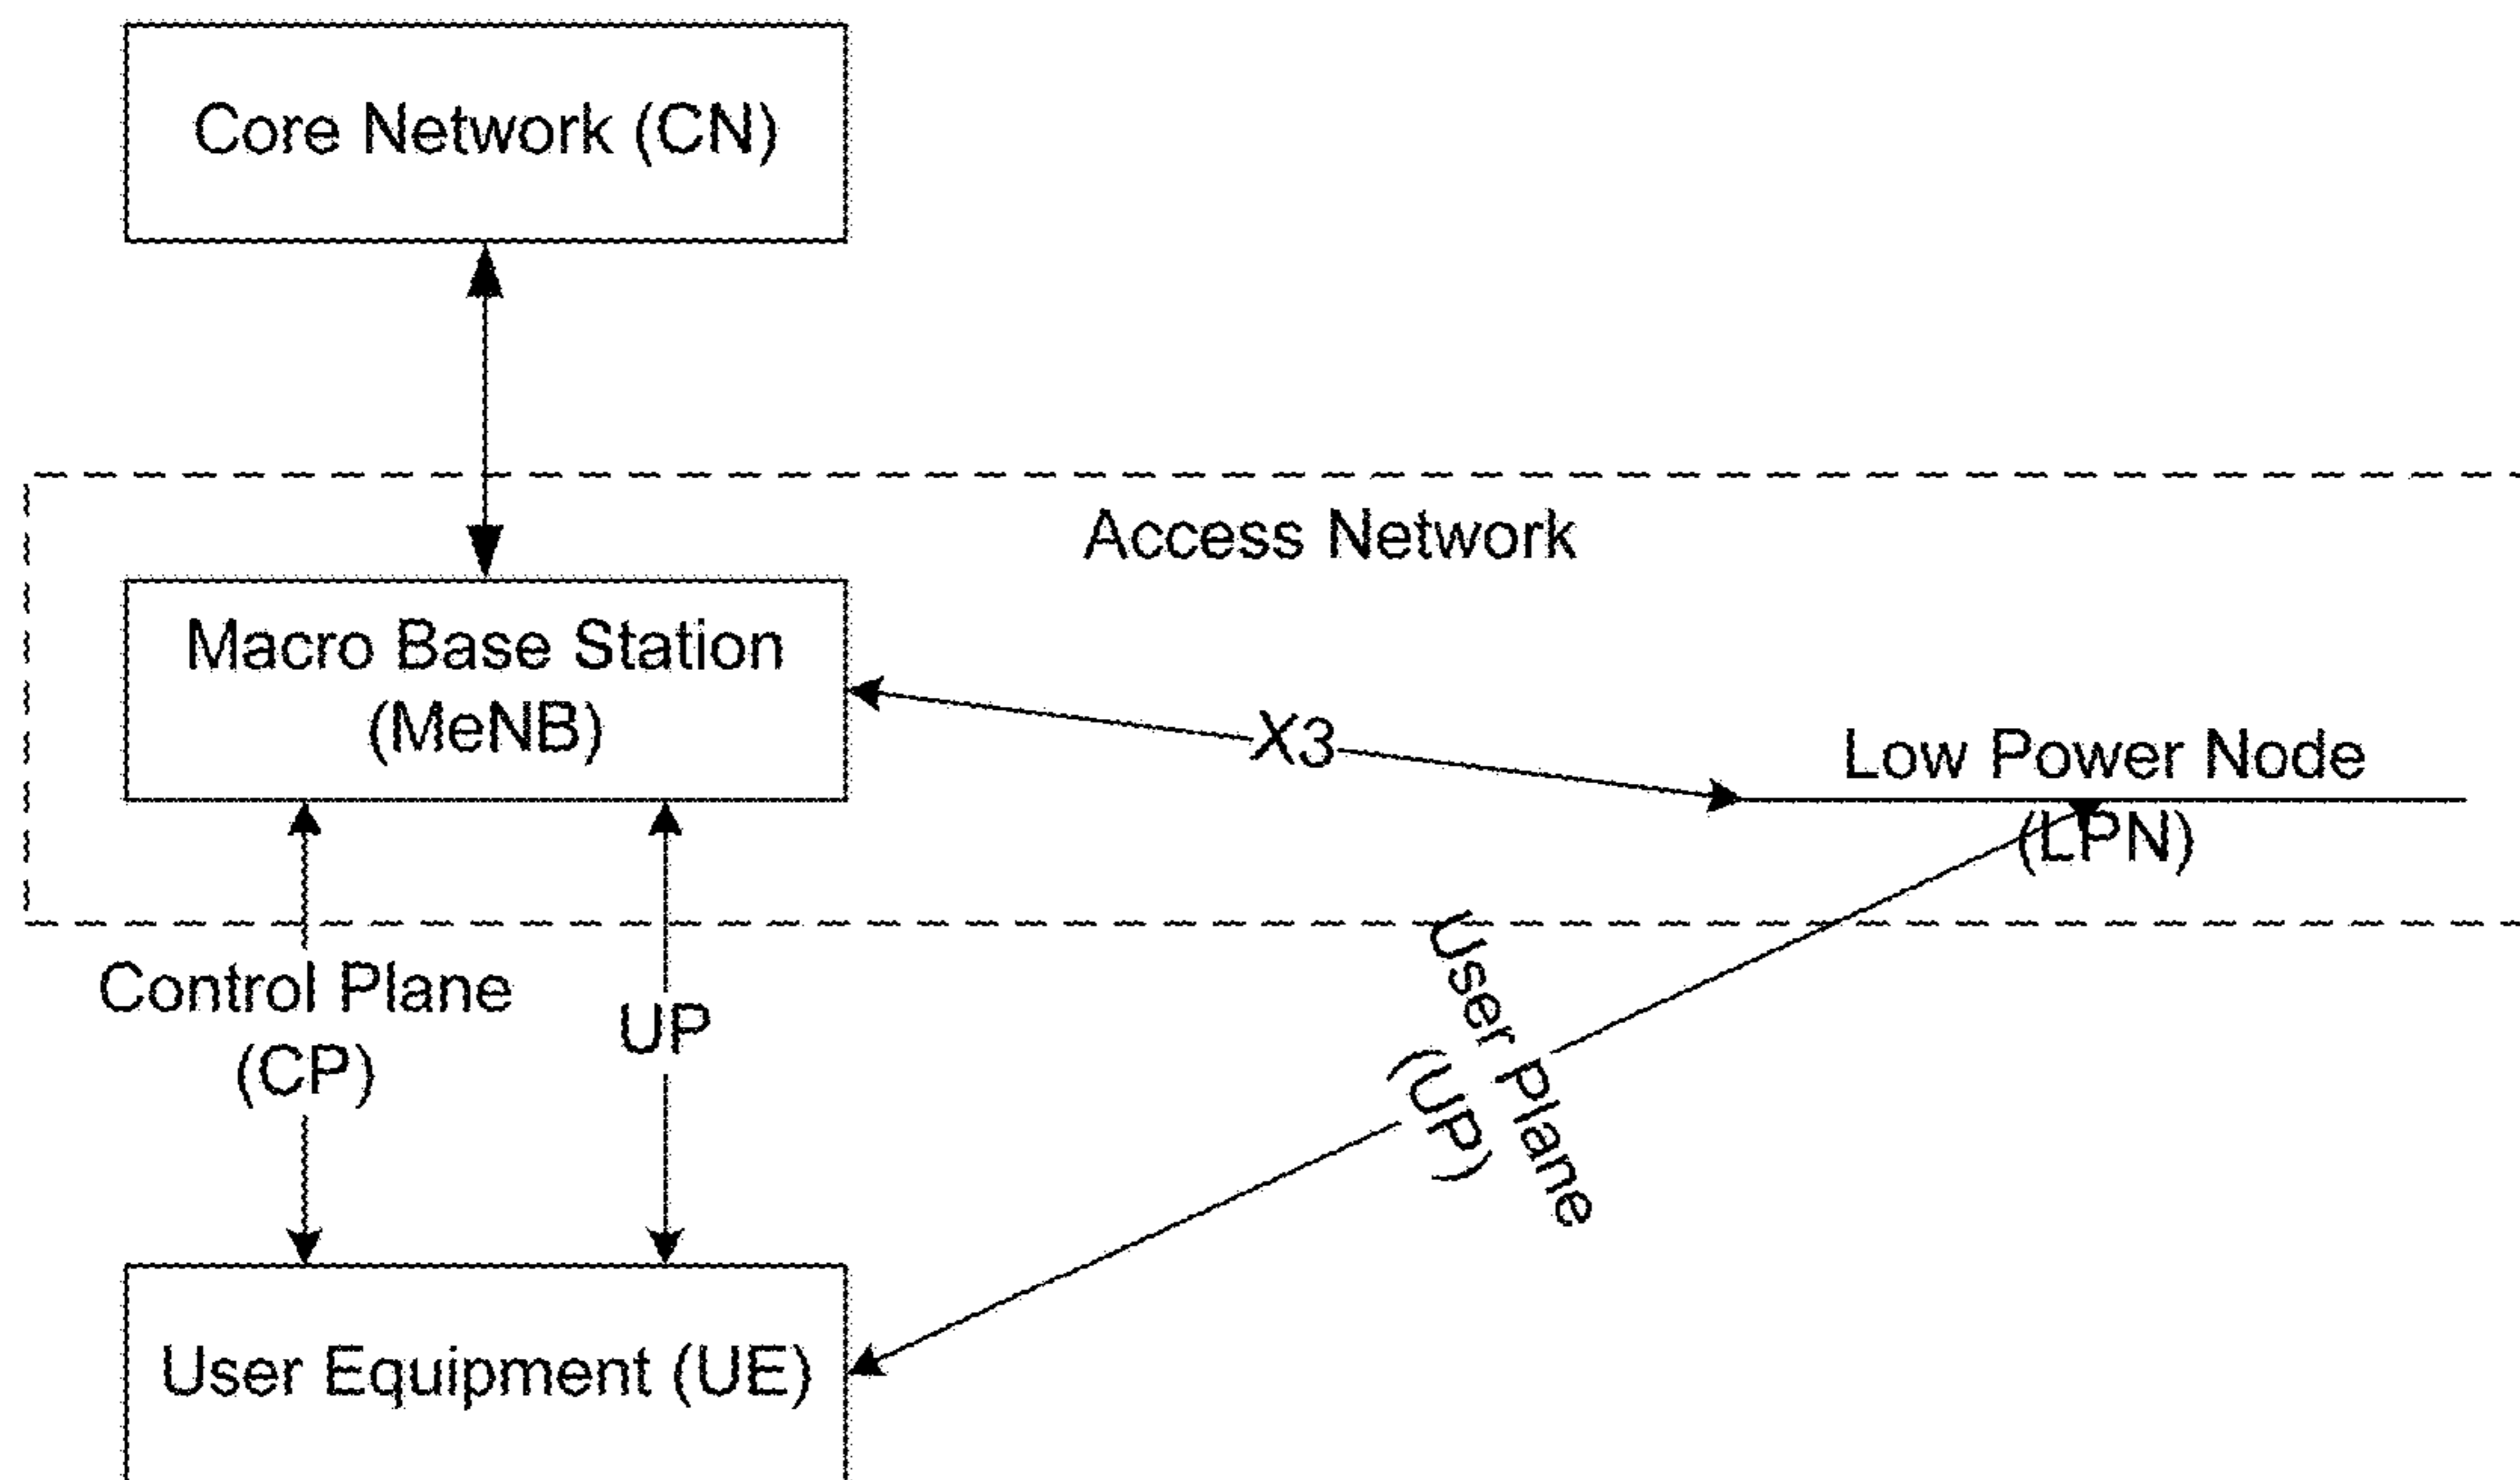 Core Network (CN)
Access Network
Macro Base Station
(MeNB)
X3
Low Power Node
(LPN)
Control Plane
(CP)
UP
User Plane
(UP)
User Equipment (UE)